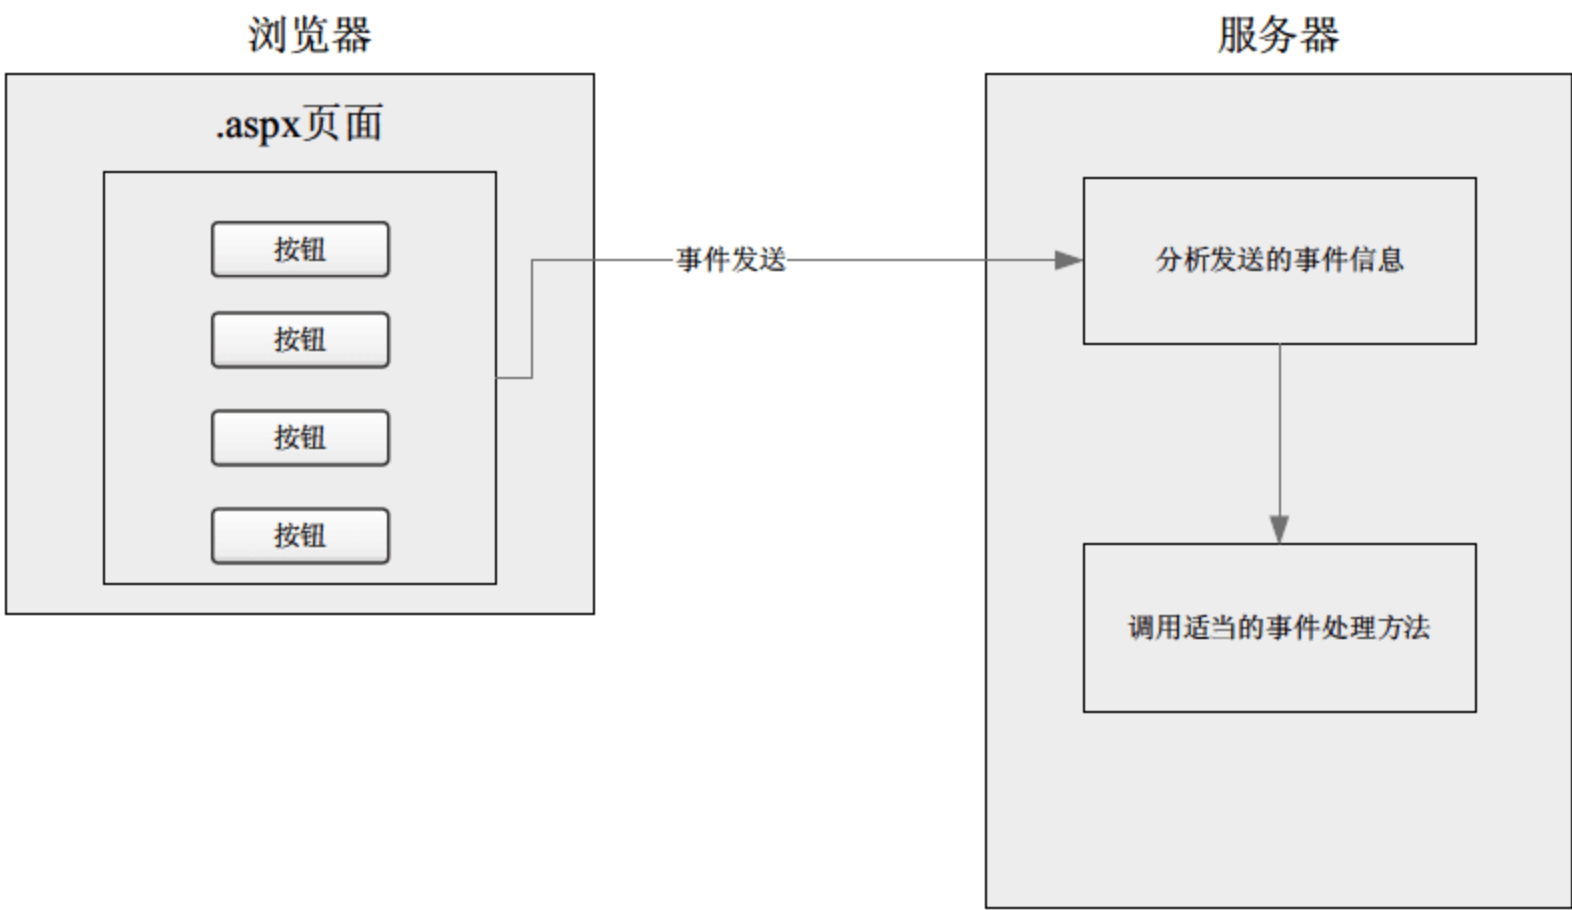 浏览器
服务器
.aspx页面
按钮
按钮
按钮
按钮
事件发送
分析发送的事件信息
调用适当的事件处理方法